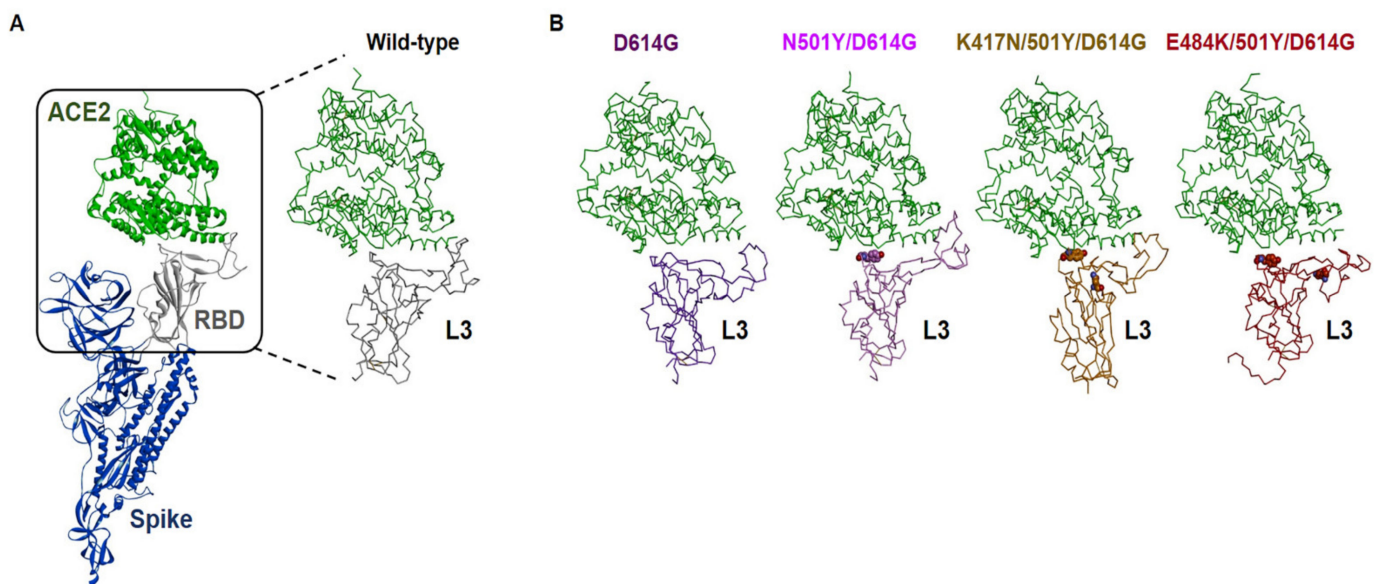 A
B
Wild-type
D614G
N501Y/D614G
K417N/501Y/D614G
E484K/501Y/D614G
ACE2
RBD
L3
L3
L3
L3
L3
Spike